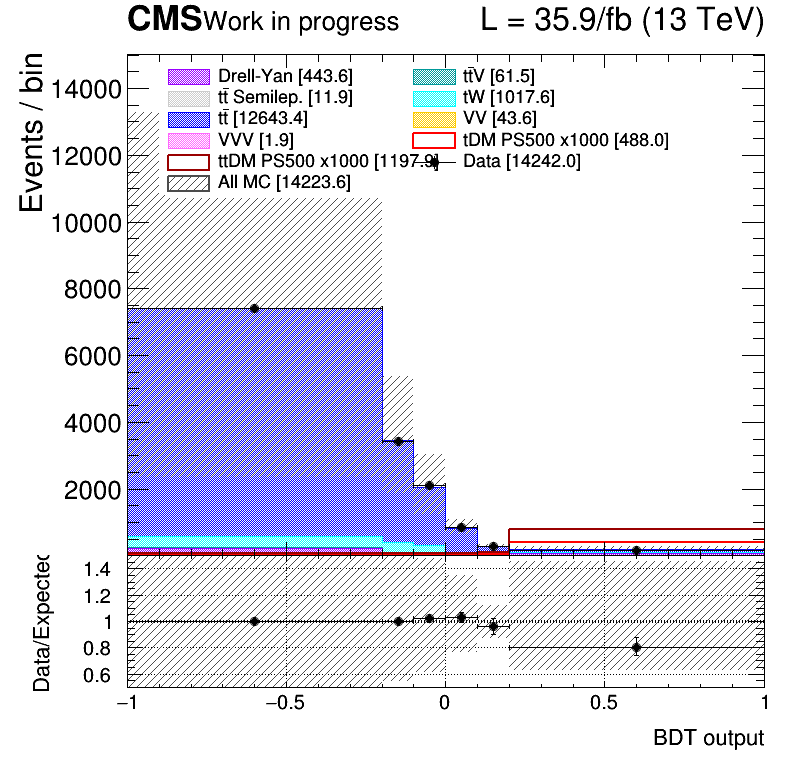 CMS Work in progress L = 35.9/fb (13 TeV)
Events / bin
14000
12000
10000
8000
6000
4000
2000
Drell-Yan [443.6]
tt̄ Semilep. [11.9]
tt̄ [12643.4]
VVV [1.9]
ttDM PS500 x1000 [1197.9]
All MC [14223.6]
tt̄V [61.5]
tW [1017.6]
VV [43.6]
tDM PS500 x1000 [488.0]
Data [14242.0]
Data/Expected
1.4
1.2
1
0.8
0.6
−1 −0.5 0 0.5 1
BDT output